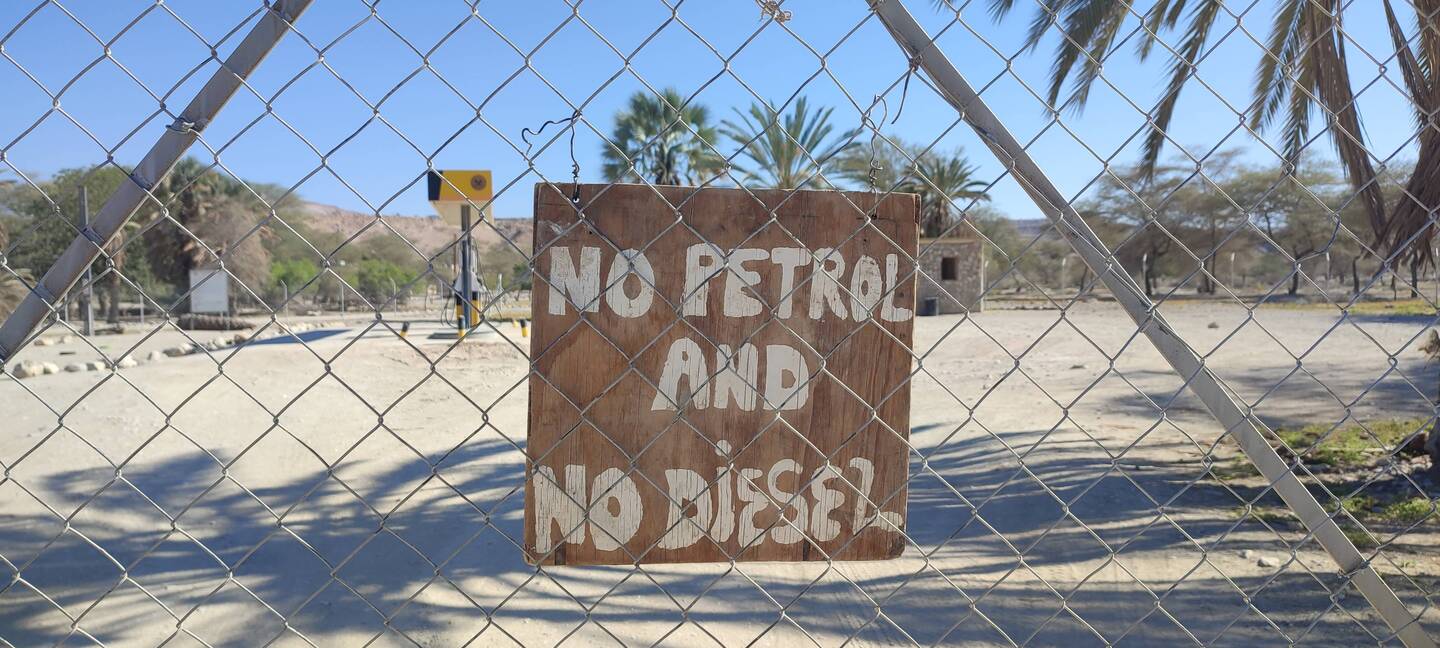 NO PETROL
AND
NO DiESEL